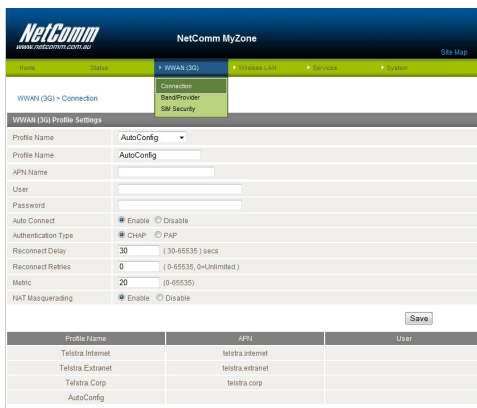 NetComm
www.netcomm.com.au
NetComm MyZone
Site Map
Home Status WWAN (3G) Wireless LAN Services System
Connection
Band/Provider
SIM Security
WWAN (3G) > Connection
WWAN (3G) Profile Settings
Profile Name AutoConfig
Profile Name AutoConfig
APN Name
User
Password
Auto Connect Enable Disable
Authentication Type CHAP PAP
Reconnect Delay 30 ( 30-65535 ) secs
Reconnect Retries 0 ( 0-65535, 0=Unlimited )
Metric 20 (0-65535)
NAT Masquerading Enable Disable
Save
Profile Name APN User
Telstra.Internet telstra.internet
Telstra.Extranet telstra.extranet
Telstra.Corp telstra.corp
AutoConfig